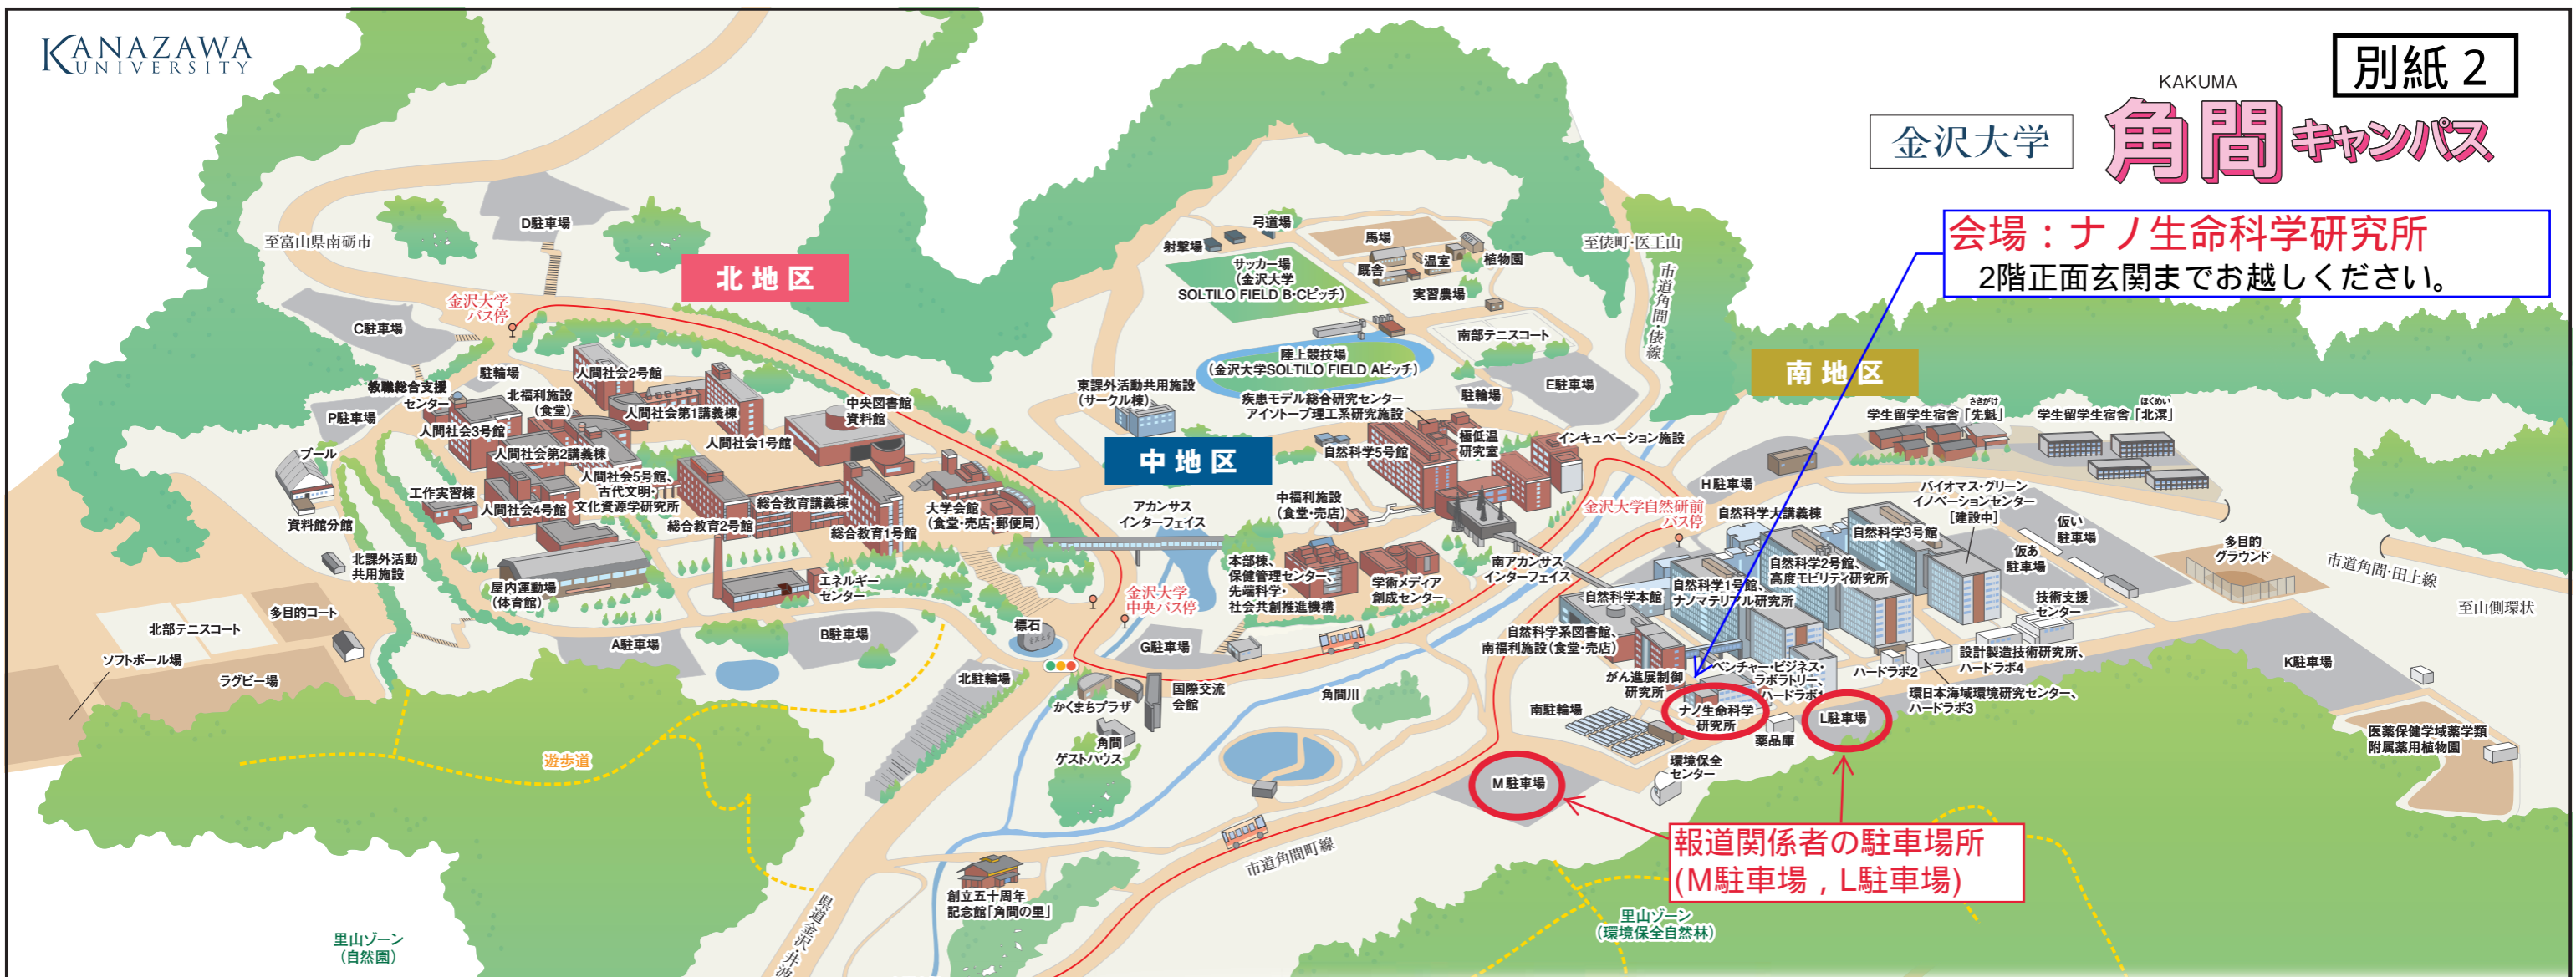 KANAZAWA
UNIVERSITY
別紙２
KAKUMA
金沢大学
角間キャンパス
会場：ナノ生命科学研究所
2階正面玄関までお越しください。
北地区
中地区
南地区
至富山県南砺市
D駐車場
金沢大学
バス停
C駐車場
駐輪場
教職総合支援
センター
P駐車場
北福利施設
(食堂)
人間社会2号館
人間社会第1講義棟
人間社会3号館
人間社会1号館
中央図書館
資料館
人間社会第2講義棟
プール
資料館分館
工作実習棟
人間社会4号館
人間社会5号館、
古代文明・
文化資源学研究所
総合教育2号館
総合教育講義棟
総合教育1号館
大学会館
(食堂・売店・郵便局)
北課外活動
共用施設
屋内運動場
(体育館)
エネルギー
センター
多目的コート
北部テニスコート
ソフトボール場
ラグビー場
A駐車場
B駐車場
北駐輪場
標石
遊歩道
里山ゾーン
(自然園)
弓道場
射撃場
サッカー場
(金沢大学
SOLTILO FIELD B・Cピッチ)
馬場
厩舎
温室
植物園
実習農場
至俵町・医王山
市道角間・俵線
南部テニスコート
陸上競技場
(金沢大学SOLTILO FIELD Aピッチ)
E駐車場
駐輪場
東課外活動共用施設
(サークル棟)
疾患モデル総合研究センター
アイソトープ理工系研究施設
自然科学5号館
極低温
研究室
インキュベーション施設
アカンサス
インターフェイス
中福利施設
(食堂・売店)
本部棟、
保健管理センター、
先端科学・
社会共創推進機構
学術メディア
創成センター
南アカンサス
インターフェイス
金沢大学
中央バス停
G駐車場
国際交流
会館
かくまちプラザ
角間
ゲストハウス
角間川
創立五十周年
記念館「角間の里」
県道金沢・井波
市道角間町線
金沢大学自然研前
バス停
H駐車場
さきがけ
学生留学生宿舎「先魁」
ほくめい
学生留学生宿舎「北溟」
自然科学大講義棟
自然科学3号館
バイオマス・グリーン
イノベーションセンター
[建設中]
仮い
駐車場
仮あ
駐車場
多目的
グラウンド
市道角間・田上線
至山側環状
自然科学2号館、
高度モビリティ研究所
自然科学1号館、
ナノマテリアル研究所
自然科学本館
技術支援
センター
自然科学系図書館、
南福利施設(食堂・売店)
がん進展制御
研究所
ベンチャー・ビジネス・
ラボラトリー、
ハードラボ1
ハードラボ2
設計製造技術研究所、
ハードラボ4
環日本海域環境研究センター、
ハードラボ3
K駐車場
南駐輪場
ナノ生命科学
研究所
薬品庫
L駐車場
環境保全
センター
M駐車場
医薬保健学域薬学類
附属薬用植物園
報道関係者の駐車場所
(M駐車場，L駐車場)
里山ゾーン
(環境保全自然林)